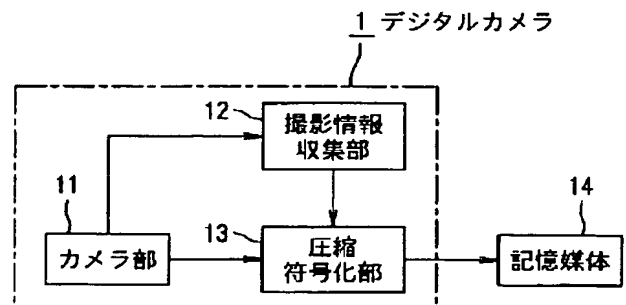 1 デジタルカメラ
12
撮影情報
収集部
11
カメラ部
13
圧縮
符号化部
14
記憶媒体